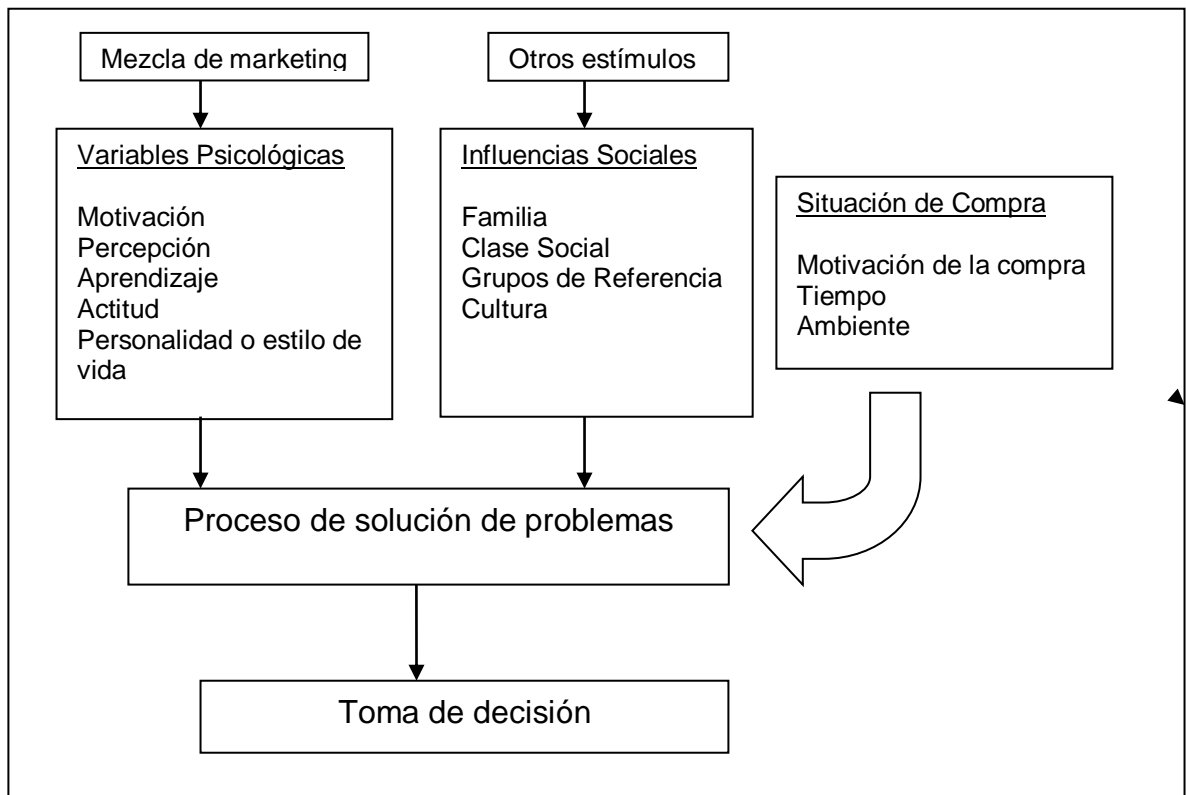 Mezcla de marketing
Otros estímulos
Variables Psicológicas
Motivación
Percepción
Aprendizaje
Actitud
Personalidad o estilo de
vida
Influencias Sociales
Familia
Clase Social
Grupos de Referencia
Cultura
Situación de Compra
Motivación de la compra
Tiempo
Ambiente
Proceso de solución de problemas
Toma de decisión